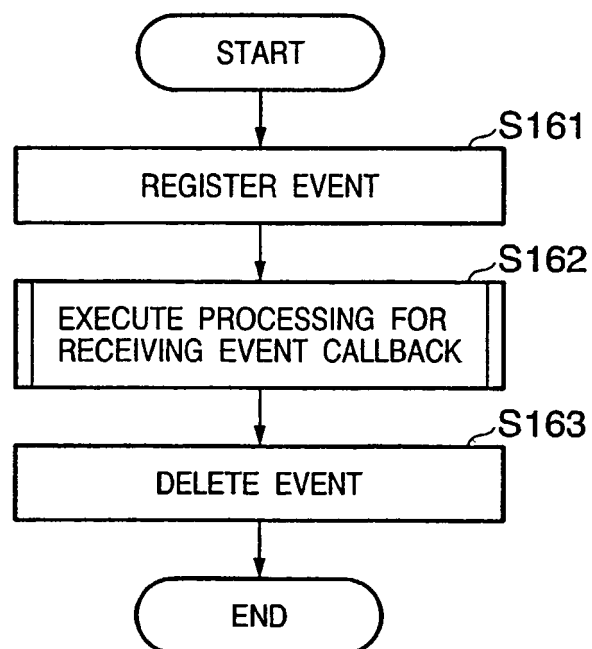 START
S161
REGISTER EVENT
S162
EXECUTE PROCESSING FOR
RECEIVING EVENT CALLBACK
S163
DELETE EVENT
END